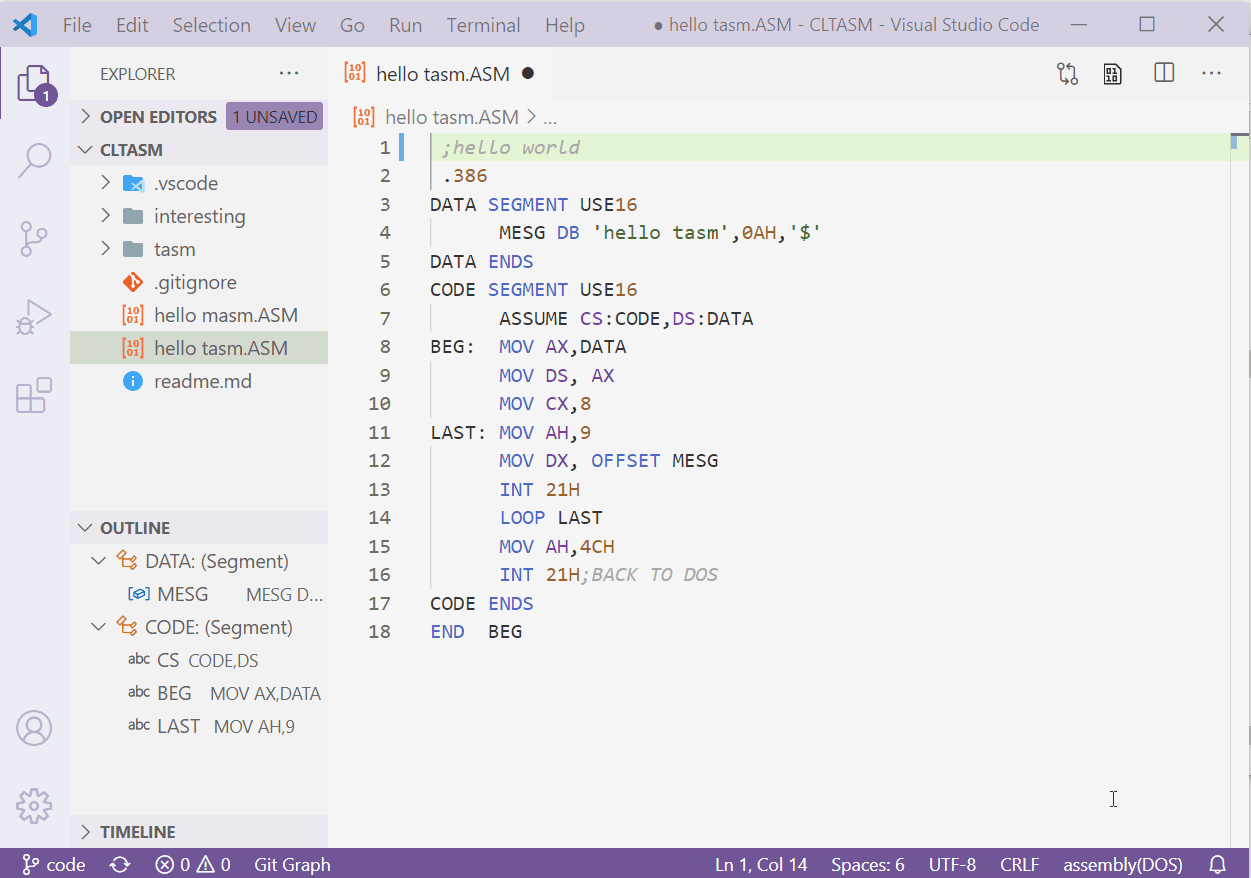 File Edit Selection View Go Run Terminal Help ● hello tasm.ASM - CLTASM - Visual Studio Code
1
EXPLORER ···
OPEN EDITORS 1 UNSAVED
CLTASM
.vscode
interesting
tasm
.gitignore
hello masm.ASM
hello tasm.ASM
readme.md
OUTLINE
DATA: (Segment)
MESG MESG D...
CODE: (Segment)
abc CS CODE,DS
abc BEG MOV AX,DATA
abc LAST MOV AH,9
TIMELINE
hello tasm.ASM ●
hello tasm.ASM > ...
1 ;hello world
2 .386
3 DATA SEGMENT USE16
4 MESG DB 'hello tasm',0AH,'$'
5 DATA ENDS
6 CODE SEGMENT USE16
7 ASSUME CS:CODE,DS:DATA
8 BEG: MOV AX,DATA
9 MOV DS, AX
10 MOV CX,8
11 LAST: MOV AH,9
12 MOV DX, OFFSET MESG
13 INT 21H
14 LOOP LAST
15 MOV AH,4CH
16 INT 21H;BACK TO DOS
17 CODE ENDS
18 END BEG
code 0 0 Git Graph Ln 1, Col 14 Spaces: 6 UTF-8 CRLF assembly(DOS)